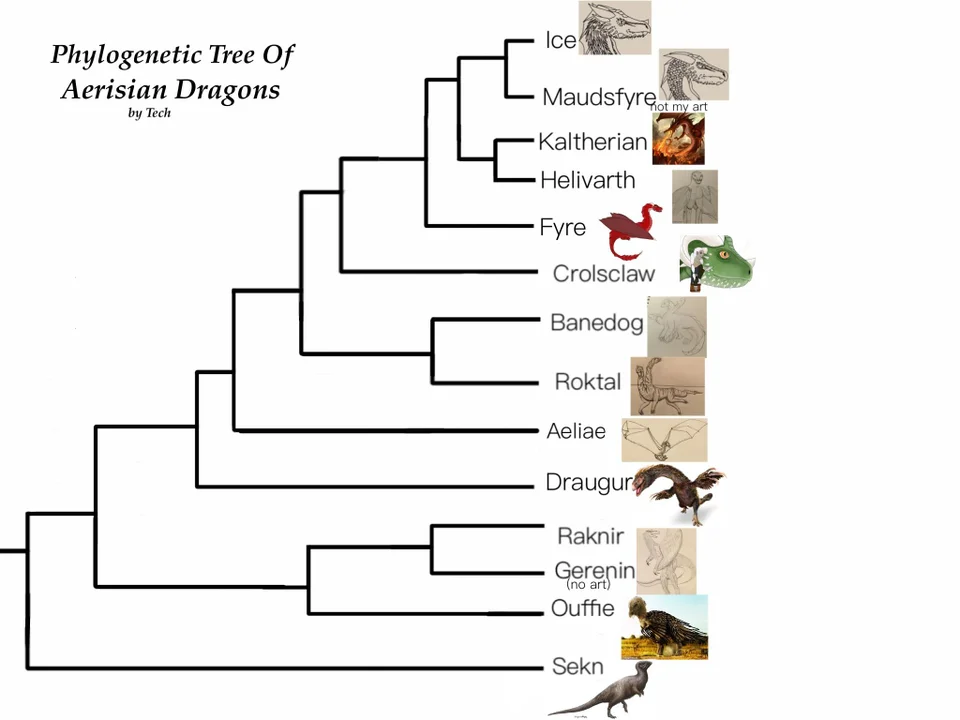 Phylogenetic Tree Of
Aerisian Dragons
by Tech
Ice
Maudsfyre
not my art
Kaltherian
Helivarth
Fyre
Crolsclaw
Banedog
Roktal
Aeliae
Draugur
Raknir
Gerenin
(no art)
Ouffie
Sekn